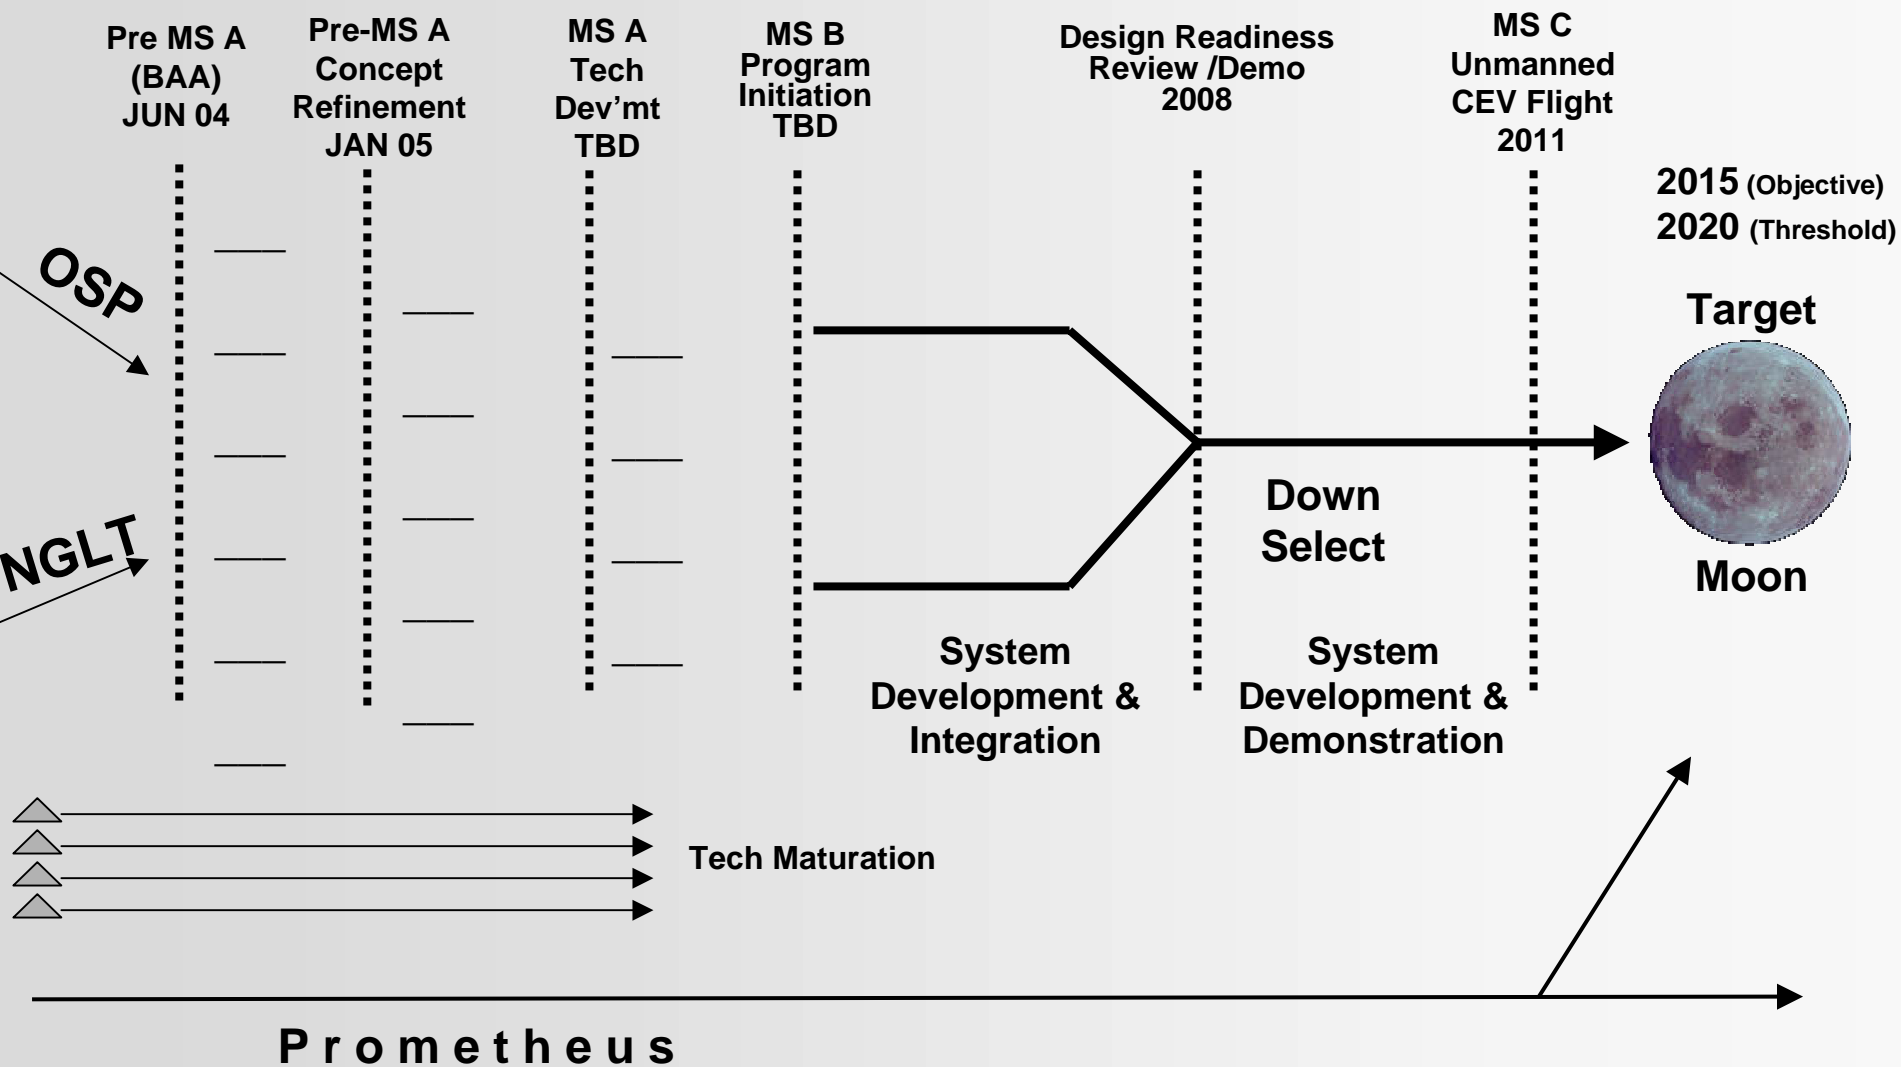 Pre MS A
(BAA)
JUN 04
Pre-MS A
Concept
Refinement
JAN 05
MS A
Tech
Dev’mt
TBD
MS B
Program
Initiation
TBD
Design Readiness
Review /Demo
2008
MS C
Unmanned
CEV Flight
2011
2015 (Objective)
2020 (Threshold)
OSP
NGLT
Target
Moon
Down
Select
System
Development &
Integration
System
Development &
Demonstration
Tech Maturation
Prometheus